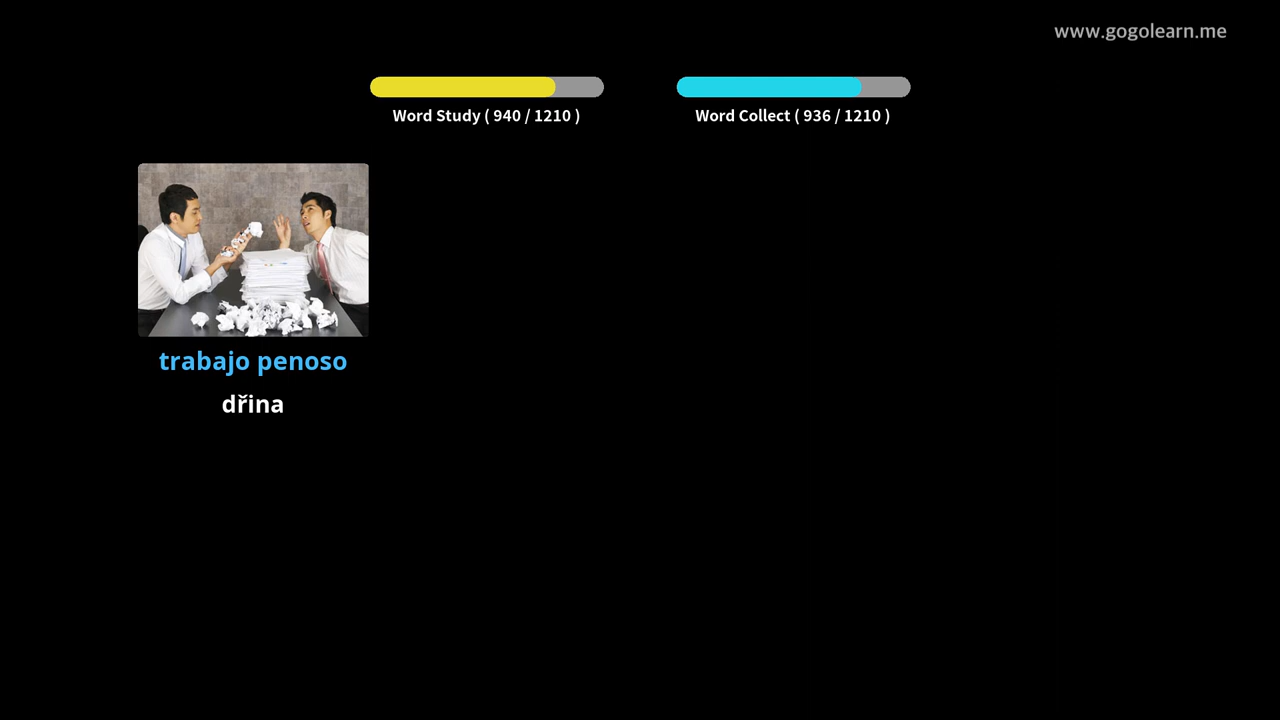 www.gogolearn.me
Word Study ( 940 / 1210 )
Word Collect ( 936 / 1210 )
trabajo penoso
dřina